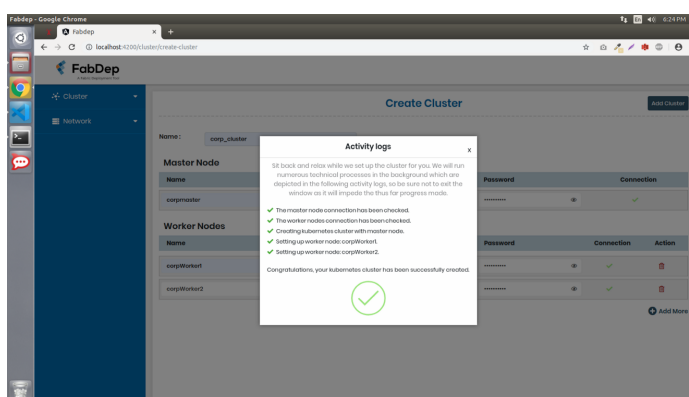 Fabdep - Google Chrome
En
6:24 PM
Fabdep
localhost:4200/cluster/create-cluster
FabDep
Cluster
Network
Create Cluster
Add Cluster
Name :
corp_cluster
Master Node
Name
Password
Connection
corpmaster
••••••••••
Worker Nodes
Name
Password
Connection
Action
corpWorker1
••••••••••
corpWorker2
••••••••••
Add More
Activity logs
x
Sit back and relax while we set up the cluster for you. We will run
numerous technical processes in the background which are
depicted in the following activity logs, so be sure not to exit the
window as it will impede the thus far progress made.
The master node connection has been checked.
The worker nodes connection has been checked.
Creating kubernetes cluster with master node.
Setting up worker node: corpWorker1.
Setting up worker node: corpWorker2.
Congratulations, your kubernetes cluster has been successfully created.